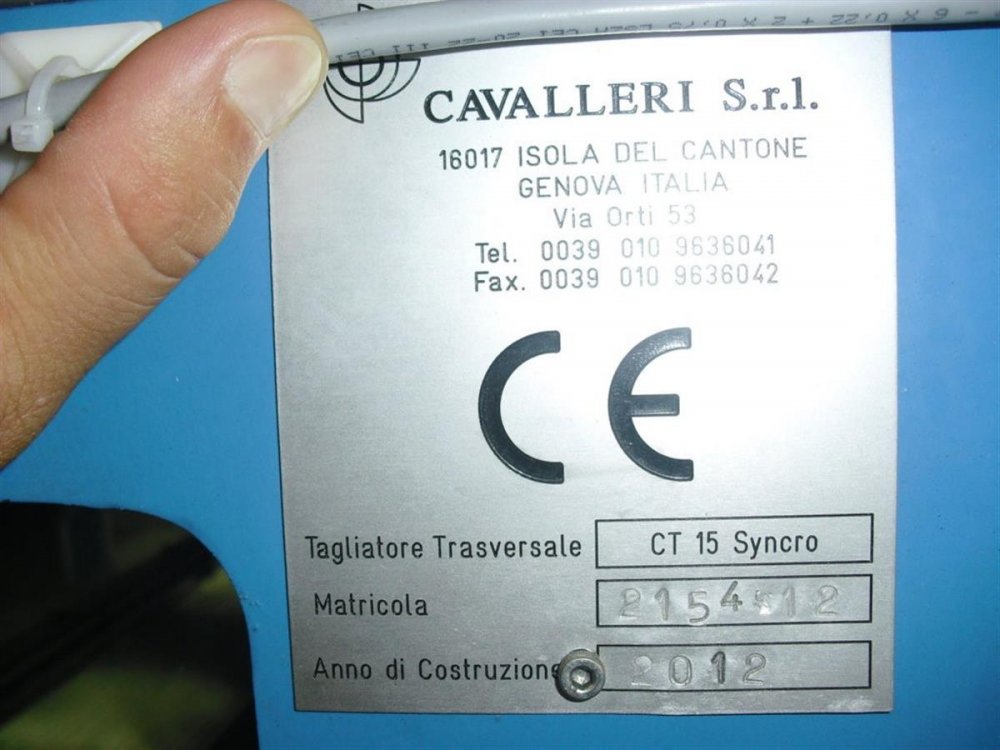 CAVALLERI S.r.l.
16017 ISOLA DEL CANTONE
GENOVA ITALIA
Via Orti 53
Tel. 0039 010 9636041
Fax. 0039 010 9636042
CE
Tagliatore Trasversale CT 15 Syncro
Matricola
Anno di Costruzione 2012